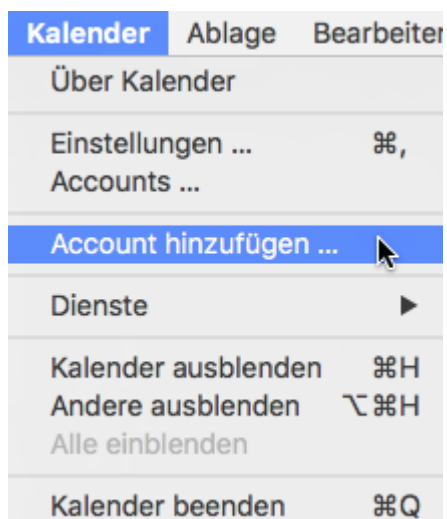 Kalender Ablage Bearbeiten
Über Kalender
Einstellungen ... ⌘,
Accounts ...
Account hinzufügen ...
Dienste ▶
Kalender ausblenden ⌘H
Andere ausblenden ⌥⌘H
Alle einblenden
Kalender beenden ⌘Q